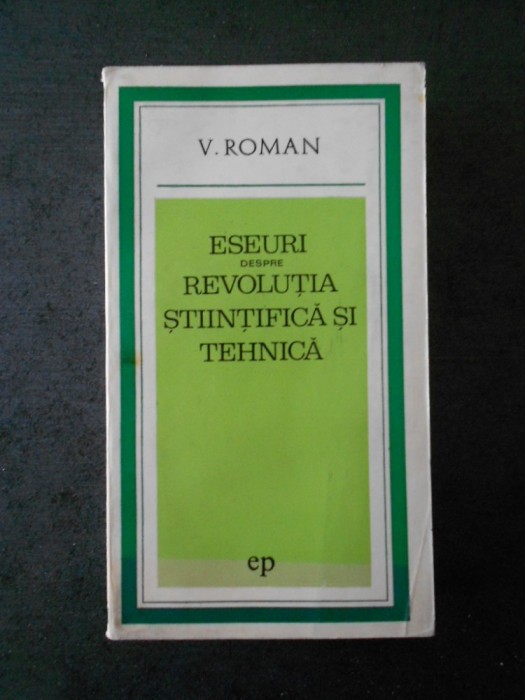 V. ROMAN
ESEURI
DESPRE
REVOLUȚIA
ȘTIINȚIFICĂ ȘI
TEHNICĂ
ep